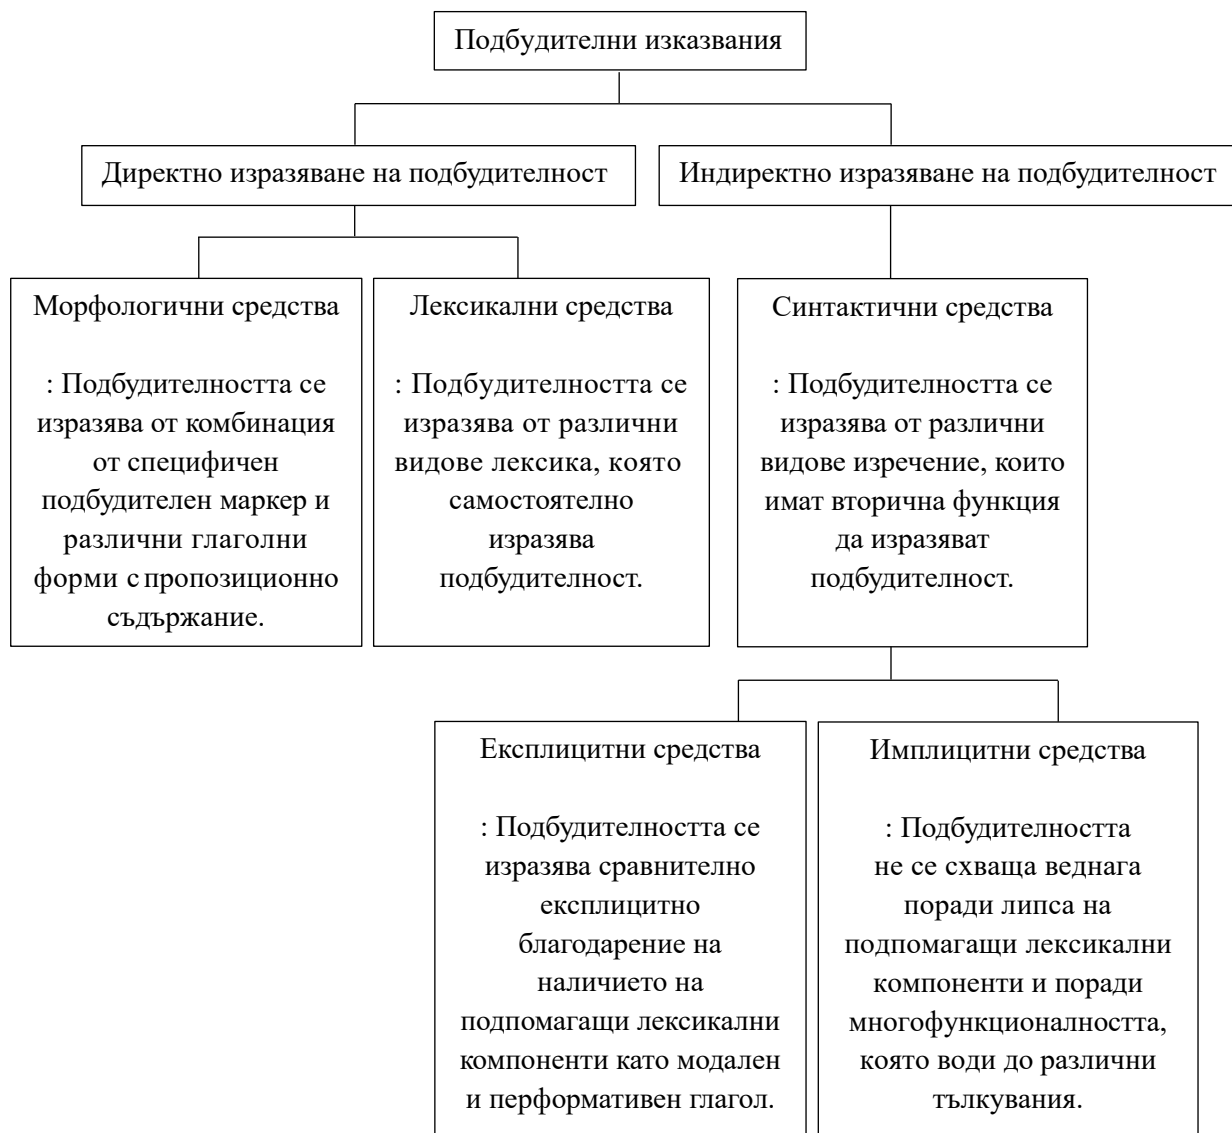 Подбудителни изказвания
Директно изразяване на подбудителност
Индиректно изразяване на подбудителност
Морфологични средства
: Подбудителността се
изразява от комбинация
от специфичен
подбудителен маркер и
различни глаголни
форми с пропозиционно
съдържание.
Лексикални средства
: Подбудителността се
изразява от различни
видове лексика, която
самостоятелно
изразява
подбудителност.
Синтактични средства
: Подбудителността се
изразява от различни
видове изречение, които
имат вторична функция
да изразяват
подбудителност.
Експлицитни средства
: Подбудителността се
изразява сравнително
експлицитно
благодарение на
наличието на
подпомагащи лексикални
компоненти като модален
и перформативен глагол.
Имплицитни средства
: Подбудителността
не се схваща веднага
поради липса на
подпомагащи лексикални
компоненти и поради
многофункционалността,
която води до различни
тълкувания.